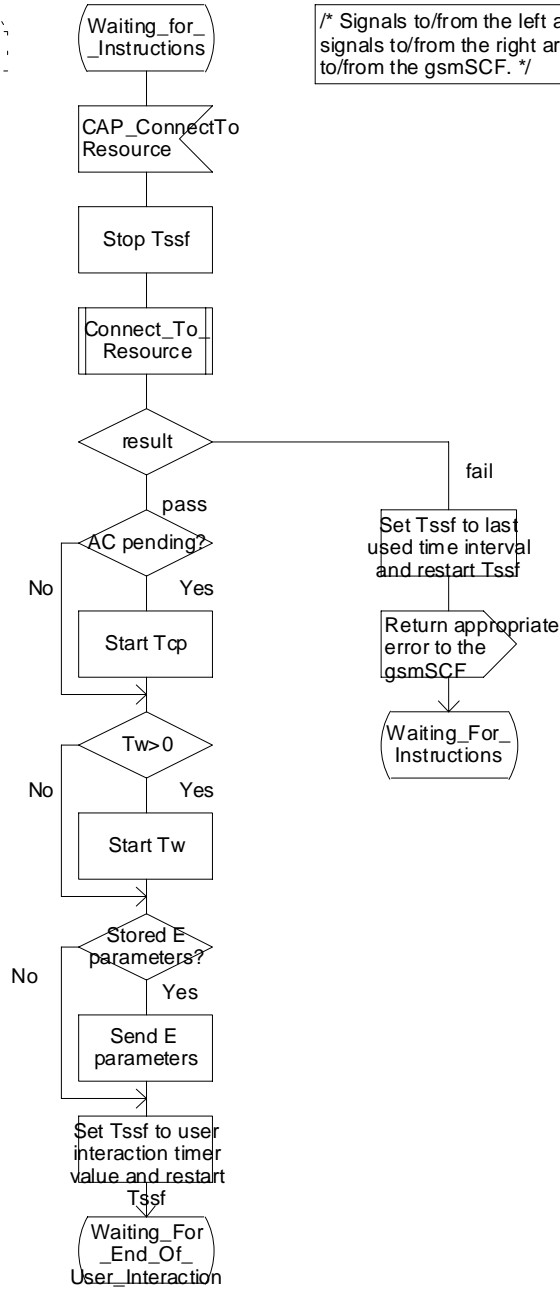 Waiting_for_
_Instructions
/* Signals to/from the left a
signals to/from the right ar
to/from the gsmSCF. */
CAP_ConnectTo
Resource
Stop Tssf
Connect_To_
Resource
result
fail
pass
AC pending?
No
Yes
Start Tcp
Set Tssf to last
used time interval
and restart Tssf
Return appropriate
error to the
gsmSCF
Waiting_For_
Instructions
Tw>0
No
Yes
Start Tw
Stored E
parameters?
No
Yes
Send E
parameters
Set Tssf to user
interaction timer
value and restart
Tssf
Waiting_For
_End_Of_
User_Interaction